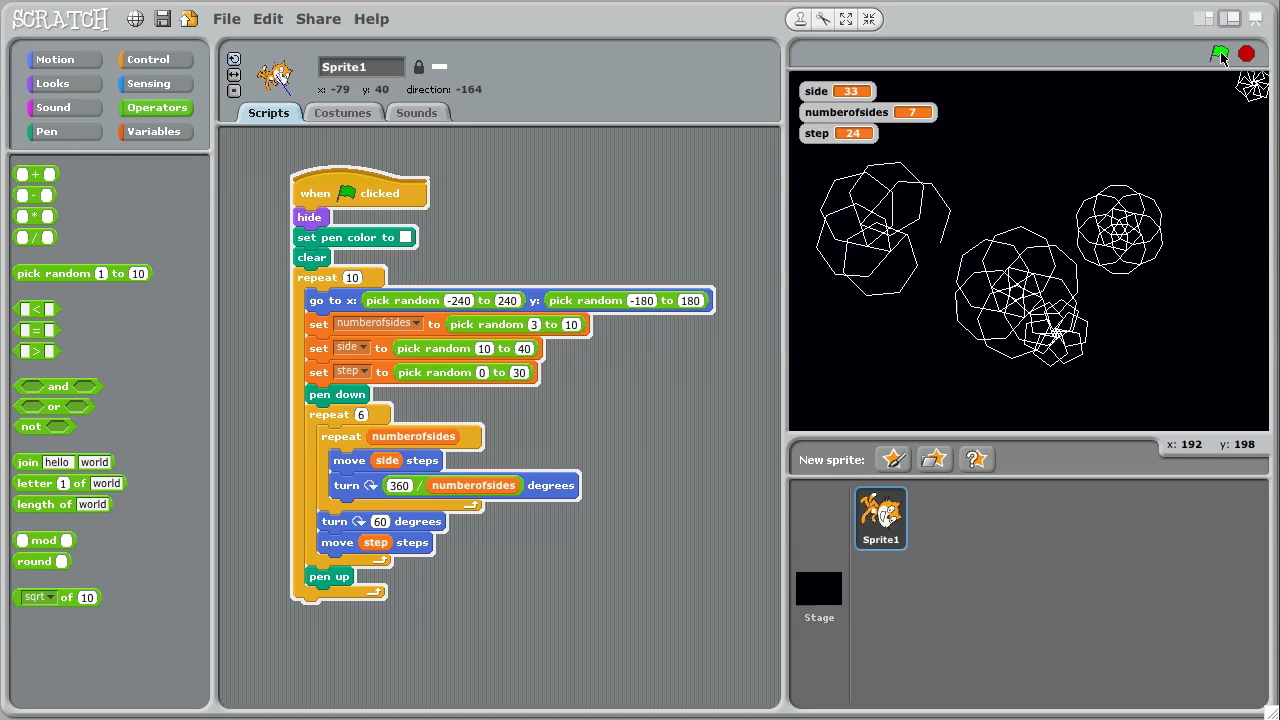 SCRATCH File Edit Share Help
Motion Control
Looks Sensing
Sound Operators
Pen Variables
+
-
*
/
pick random 1 to 10
<
=
>
and
or
not
join hello world
letter 1 of world
length of world
mod
round
sqrt of 10
Sprite1
x: -79 y: 40 direction: -164
Scripts Costumes Sounds
when clicked
hide
set pen color to
clear
repeat 10
go to x: pick random -240 to 240 y: pick random -180 to 180
set numberofsides to pick random 3 to 10
set side to pick random 10 to 40
set step to pick random 0 to 30
pen down
repeat 6
repeat numberofsides
move side steps
turn 360 / numberofsides degrees
turn 60 degrees
move step steps
pen up
side 33
numberofsides 7
step 24
x: 192 y: 198
New sprite:
Sprite1
Stage